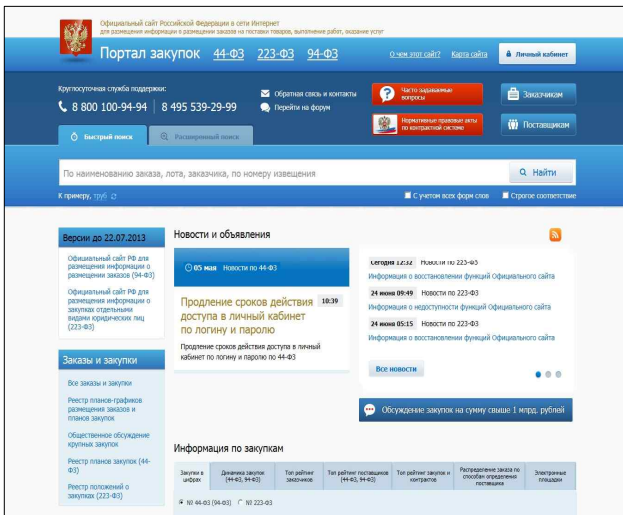 Официальный сайт Российской Федерации в сети Интернет
для размещения информации о размещении заказов на поставки товаров, выполнение работ, оказание услуг
Портал закупок 44-ФЗ 223-ФЗ 94-ФЗ
О чем этот сайт? Карта сайта Личный кабинет
Круглосуточная служба поддержки:
8 800 100-94-94 8 495 539-29-99
Обратная связь и контакты
Перейти на форум
Часто задаваемые
вопросы
Нормативные правовые акты
по контрактной системе
Заказчикам
Поставщикам
Быстрый поиск Расширенный поиск
По наименованию заказа, лота, заказчика, по номеру извещения
Найти
К примеру, труб
С учетом всех форм слов Строгое соответствие
Версии до 22.07.2013
Официальный сайт РФ для
размещения информации о
размещении заказов (94-ФЗ)
Официальный сайт РФ для
размещения информации о
закупках отдельными
видами юридических лиц
(223-ФЗ)
Заказы и закупки
Все заказы и закупки
Реестр планов-графиков
размещения заказов и
планов закупок
Общественное обсуждение
крупных закупок
Реестр планов закупок (44-
ФЗ)
Реестр положений о
закупках (223-ФЗ)
Новости и объявления
05 мая Новости по 44-ФЗ
Продление сроков действия 10:39
доступа в личный кабинет
по логину и паролю
Продление сроков действия доступа в личный
кабинет по логину и паролю по 44-ФЗ
Сегодня 12:32 Новости по 223-ФЗ
Информация о восстановлении функций Официального сайта
24 июня 09:49 Новости по 223-ФЗ
Информация о недоступности функций Официального сайта
24 июня 05:15 Новости по 223-ФЗ
Информация о восстановлении функций Официального сайта
Все новости
Обсуждение закупок на сумму свыше 1 млрд. рублей
Информация по закупкам
Закупки в
цифрах
Динамика закупок
(44-ФЗ, 94-ФЗ)
Топ рейтинг
заказчиков
Топ рейтинг поставщиков
(44-ФЗ, 94-ФЗ)
Топ рейтинг закупок и
контрактов
Распределение заказа по
способам определения
поставщика
Электронные
площадки
№ 44-ФЗ (94-ФЗ) № 223-ФЗ